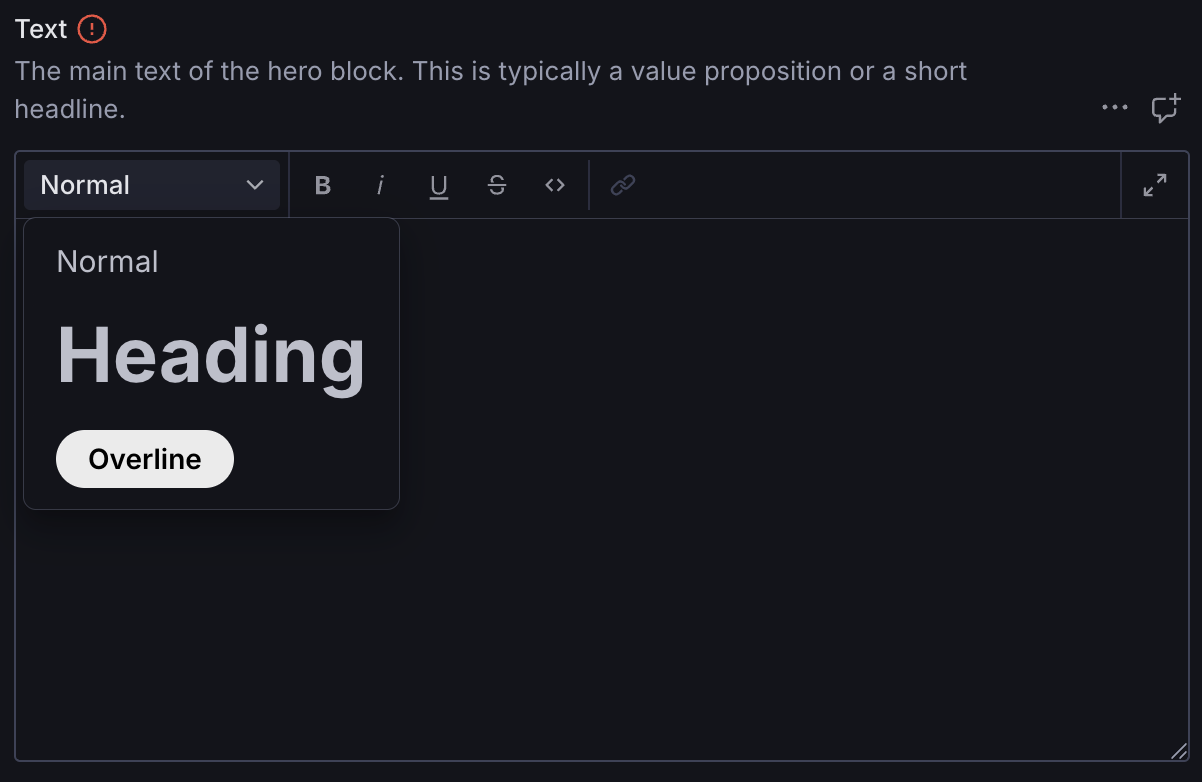 Text
The main text of the hero block. This is typically a value proposition or a short
headline.
Normal B i U S <>
Normal
Heading
Overline